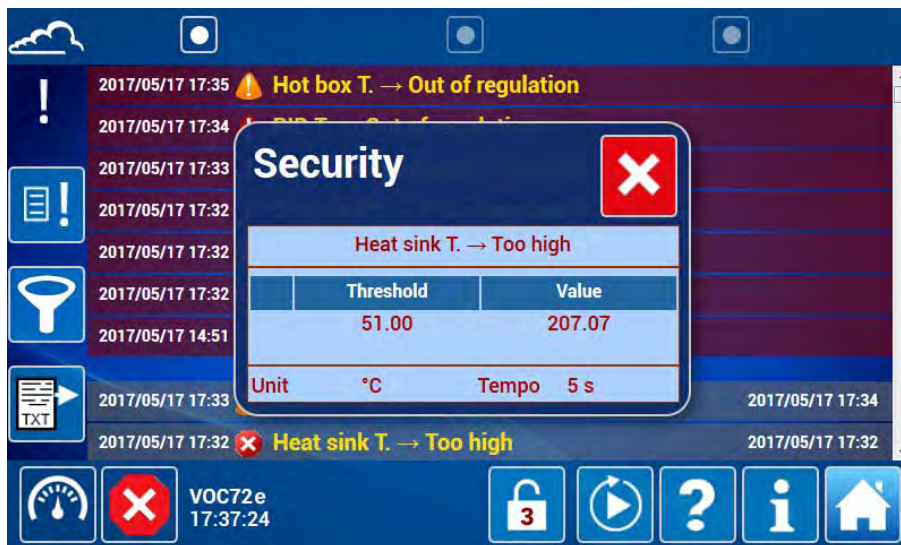 2017/05/17 17:35 Hot box T. → Out of regulation
2017/05/17 17:34
2017/05/17 17:33
2017/05/17 17:32
2017/05/17 17:32
2017/05/17 17:32
2017/05/17 14:51
Security
Heat sink T. → Too high
Threshold Value
51.00 207.07
Unit °C Tempo 5 s
2017/05/17 17:33 2017/05/17 17:34
2017/05/17 17:32 Heat sink T. → Too high 2017/05/17 17:32
TXT
VOC72e
17:37:24
3